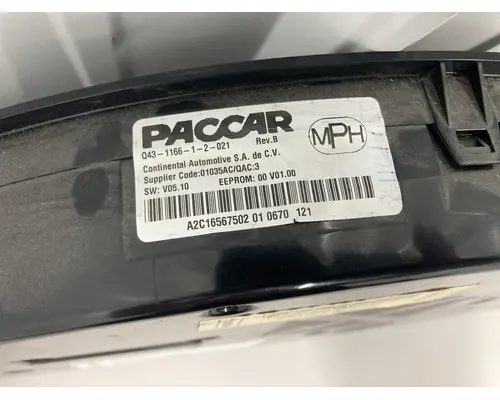 PACCAR
Q43-1166-1-2-021 Rev.B
MPH
Continental Automotive S.A. de C.V.
Supplier Code:01035AC/QAC:3
SW: V05.10 EEPROM: 00 V01.00
A2C16567502 01 0670 121